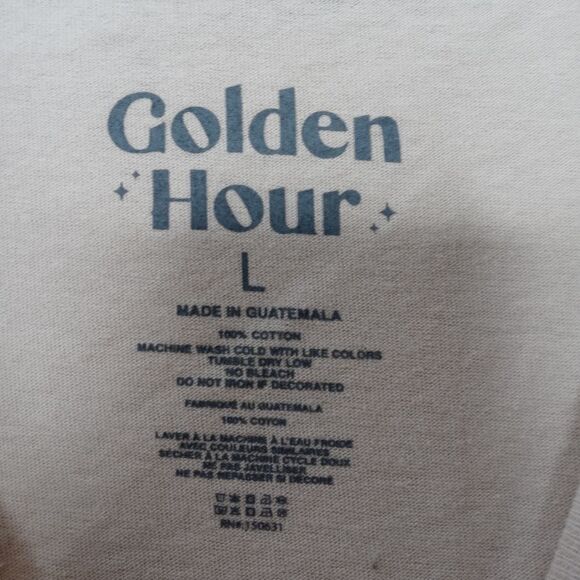 Golden
Hour
L
MADE IN GUATEMALA
100% COTTON
MACHINE WASH COLD WITH LIKE COLORS
TUMBLE DRY LOW
NO BLEACH
DO NOT IRON IF DECORATED
FABRIQUÉ AU GUATEMALA
100% COTON
LAVER À LA MACHINE À L'EAU FROIDE
AVEC COULEURS SIMILAIRES
SÉCHER À LA MACHINE CYCLE DOUX
NE PAS JAVELLISER
NE PAS REPASSER SI DÉCORÉ
RN#:150631